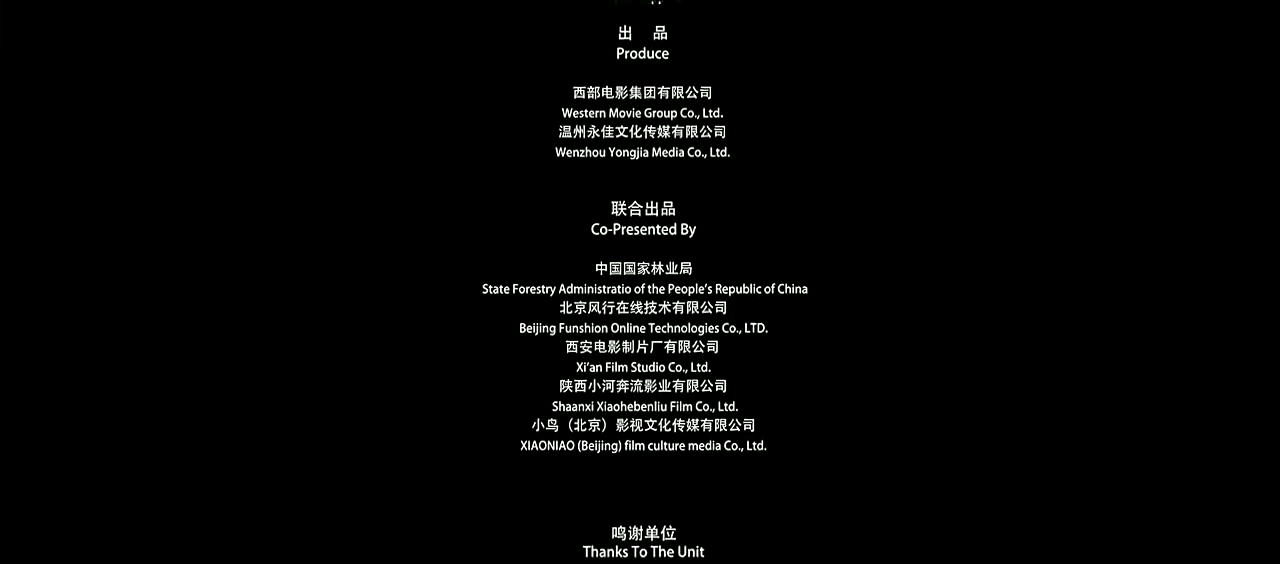 出 品
Produce
西部电影集团有限公司
Western Movie Group Co., Ltd.
温州永佳文化传媒有限公司
Wenzhou Yongjia Media Co., Ltd.
联合出品
Co-Presented By
中国国家林业局
State Forestry Administratio of the People's Republic of China
北京风行在线技术有限公司
Beijing Funshion Online Technologies Co., LTD.
西安电影制片厂有限公司
Xi'an Film Studio Co., Ltd.
陕西小河奔流影业有限公司
Shaanxi Xiaohebenliu Film Co., Ltd.
小鸟（北京）影视文化传媒有限公司
XIAONIAO (Beijing) film culture media Co., Ltd.
鸣谢单位
Thanks To The Unit